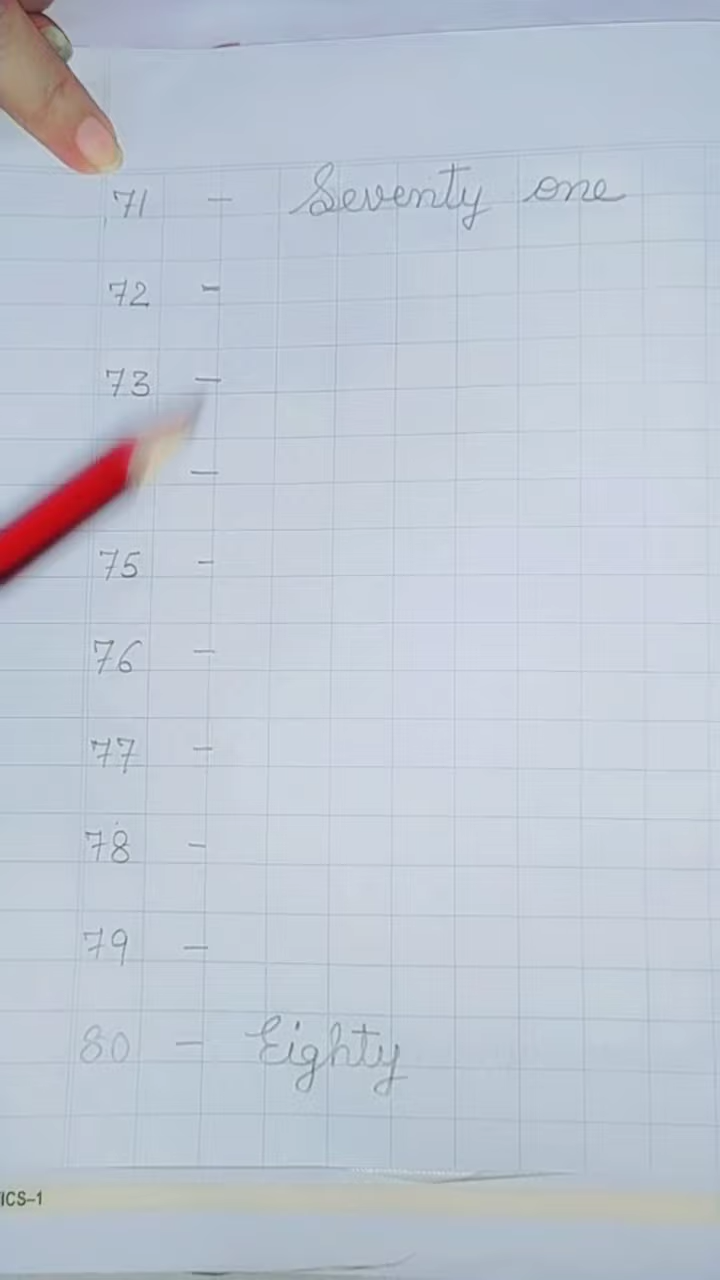 71 - Seventy one
72 -
73 -
-
75 -
76 -
77 -
78 -
79 -
80 - Eighty
ICS-1